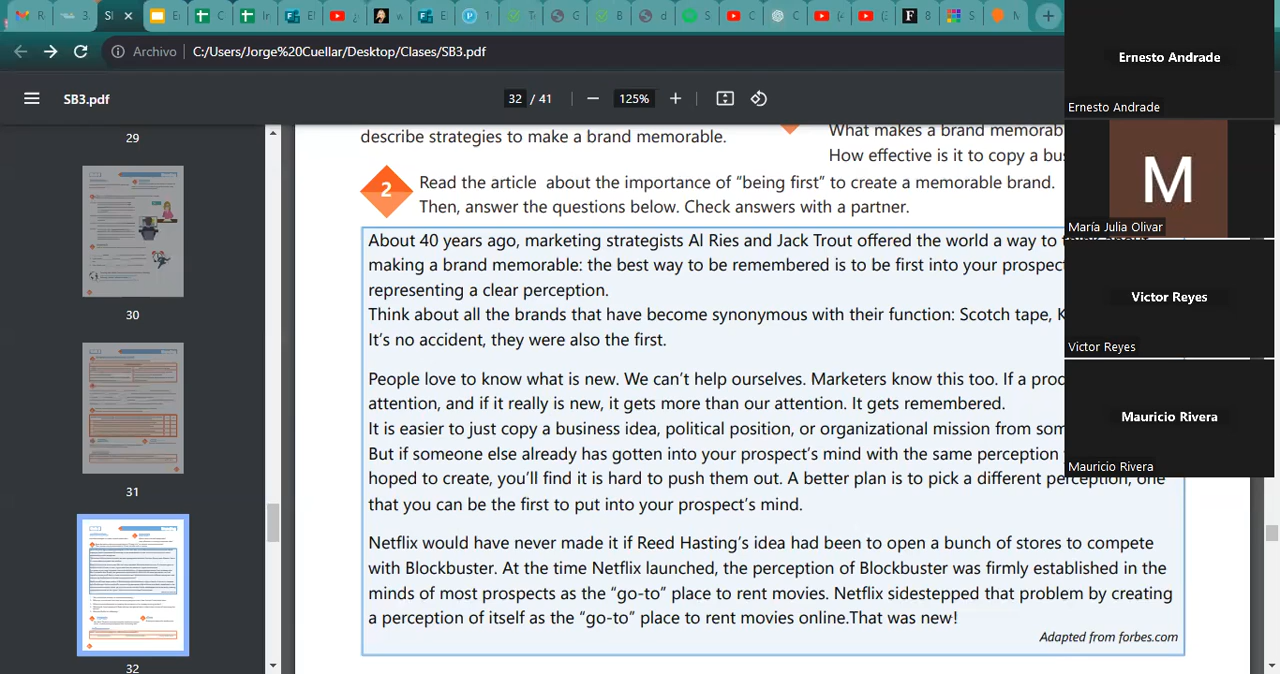 Archivo
C:/Users/Jorge%20Cuellar/Desktop/Clases/SB3.pdf
SB3.pdf
32 / 41
125%
29
30
31
32
describe strategies to make a brand memorable.
What makes a brand memorab
How effective is it to copy a bus
2
Read the article about the importance of "being first" to create a memorable brand.
Then, answer the questions below. Check answers with a partner.
About 40 years ago, marketing strategists Al Ries and Jack Trout offered the world a way to think about
making a brand memorable: the best way to be remembered is to be first into your prospect
representing a clear perception.
Think about all the brands that have become synonymous with their function: Scotch tape, K
It's no accident, they were also the first.
People love to know what is new. We can't help ourselves. Marketers know this too. If a prod
attention, and if it really is new, it gets more than our attention. It gets remembered.
It is easier to just copy a business idea, political position, or organizational mission from som
But if someone else already has gotten into your prospect's mind with the same perception
hoped to create, you'll find it is hard to push them out. A better plan is to pick a different perception, one
that you can be the first to put into your prospect's mind.
Netflix would have never made it if Reed Hasting's idea had been to open a bunch of stores to compete
with Blockbuster. At the time Netflix launched, the perception of Blockbuster was firmly established in the
minds of most prospects as the "go-to" place to rent movies. Netflix sidestepped that problem by creating
a perception of itself as the "go-to" place to rent movies online.That was new!
Adapted from forbes.com
Ernesto Andrade
Ernesto Andrade
M
María Julia Olivar
Victor Reyes
Victor Reyes
Mauricio Rivera
Mauricio Rivera